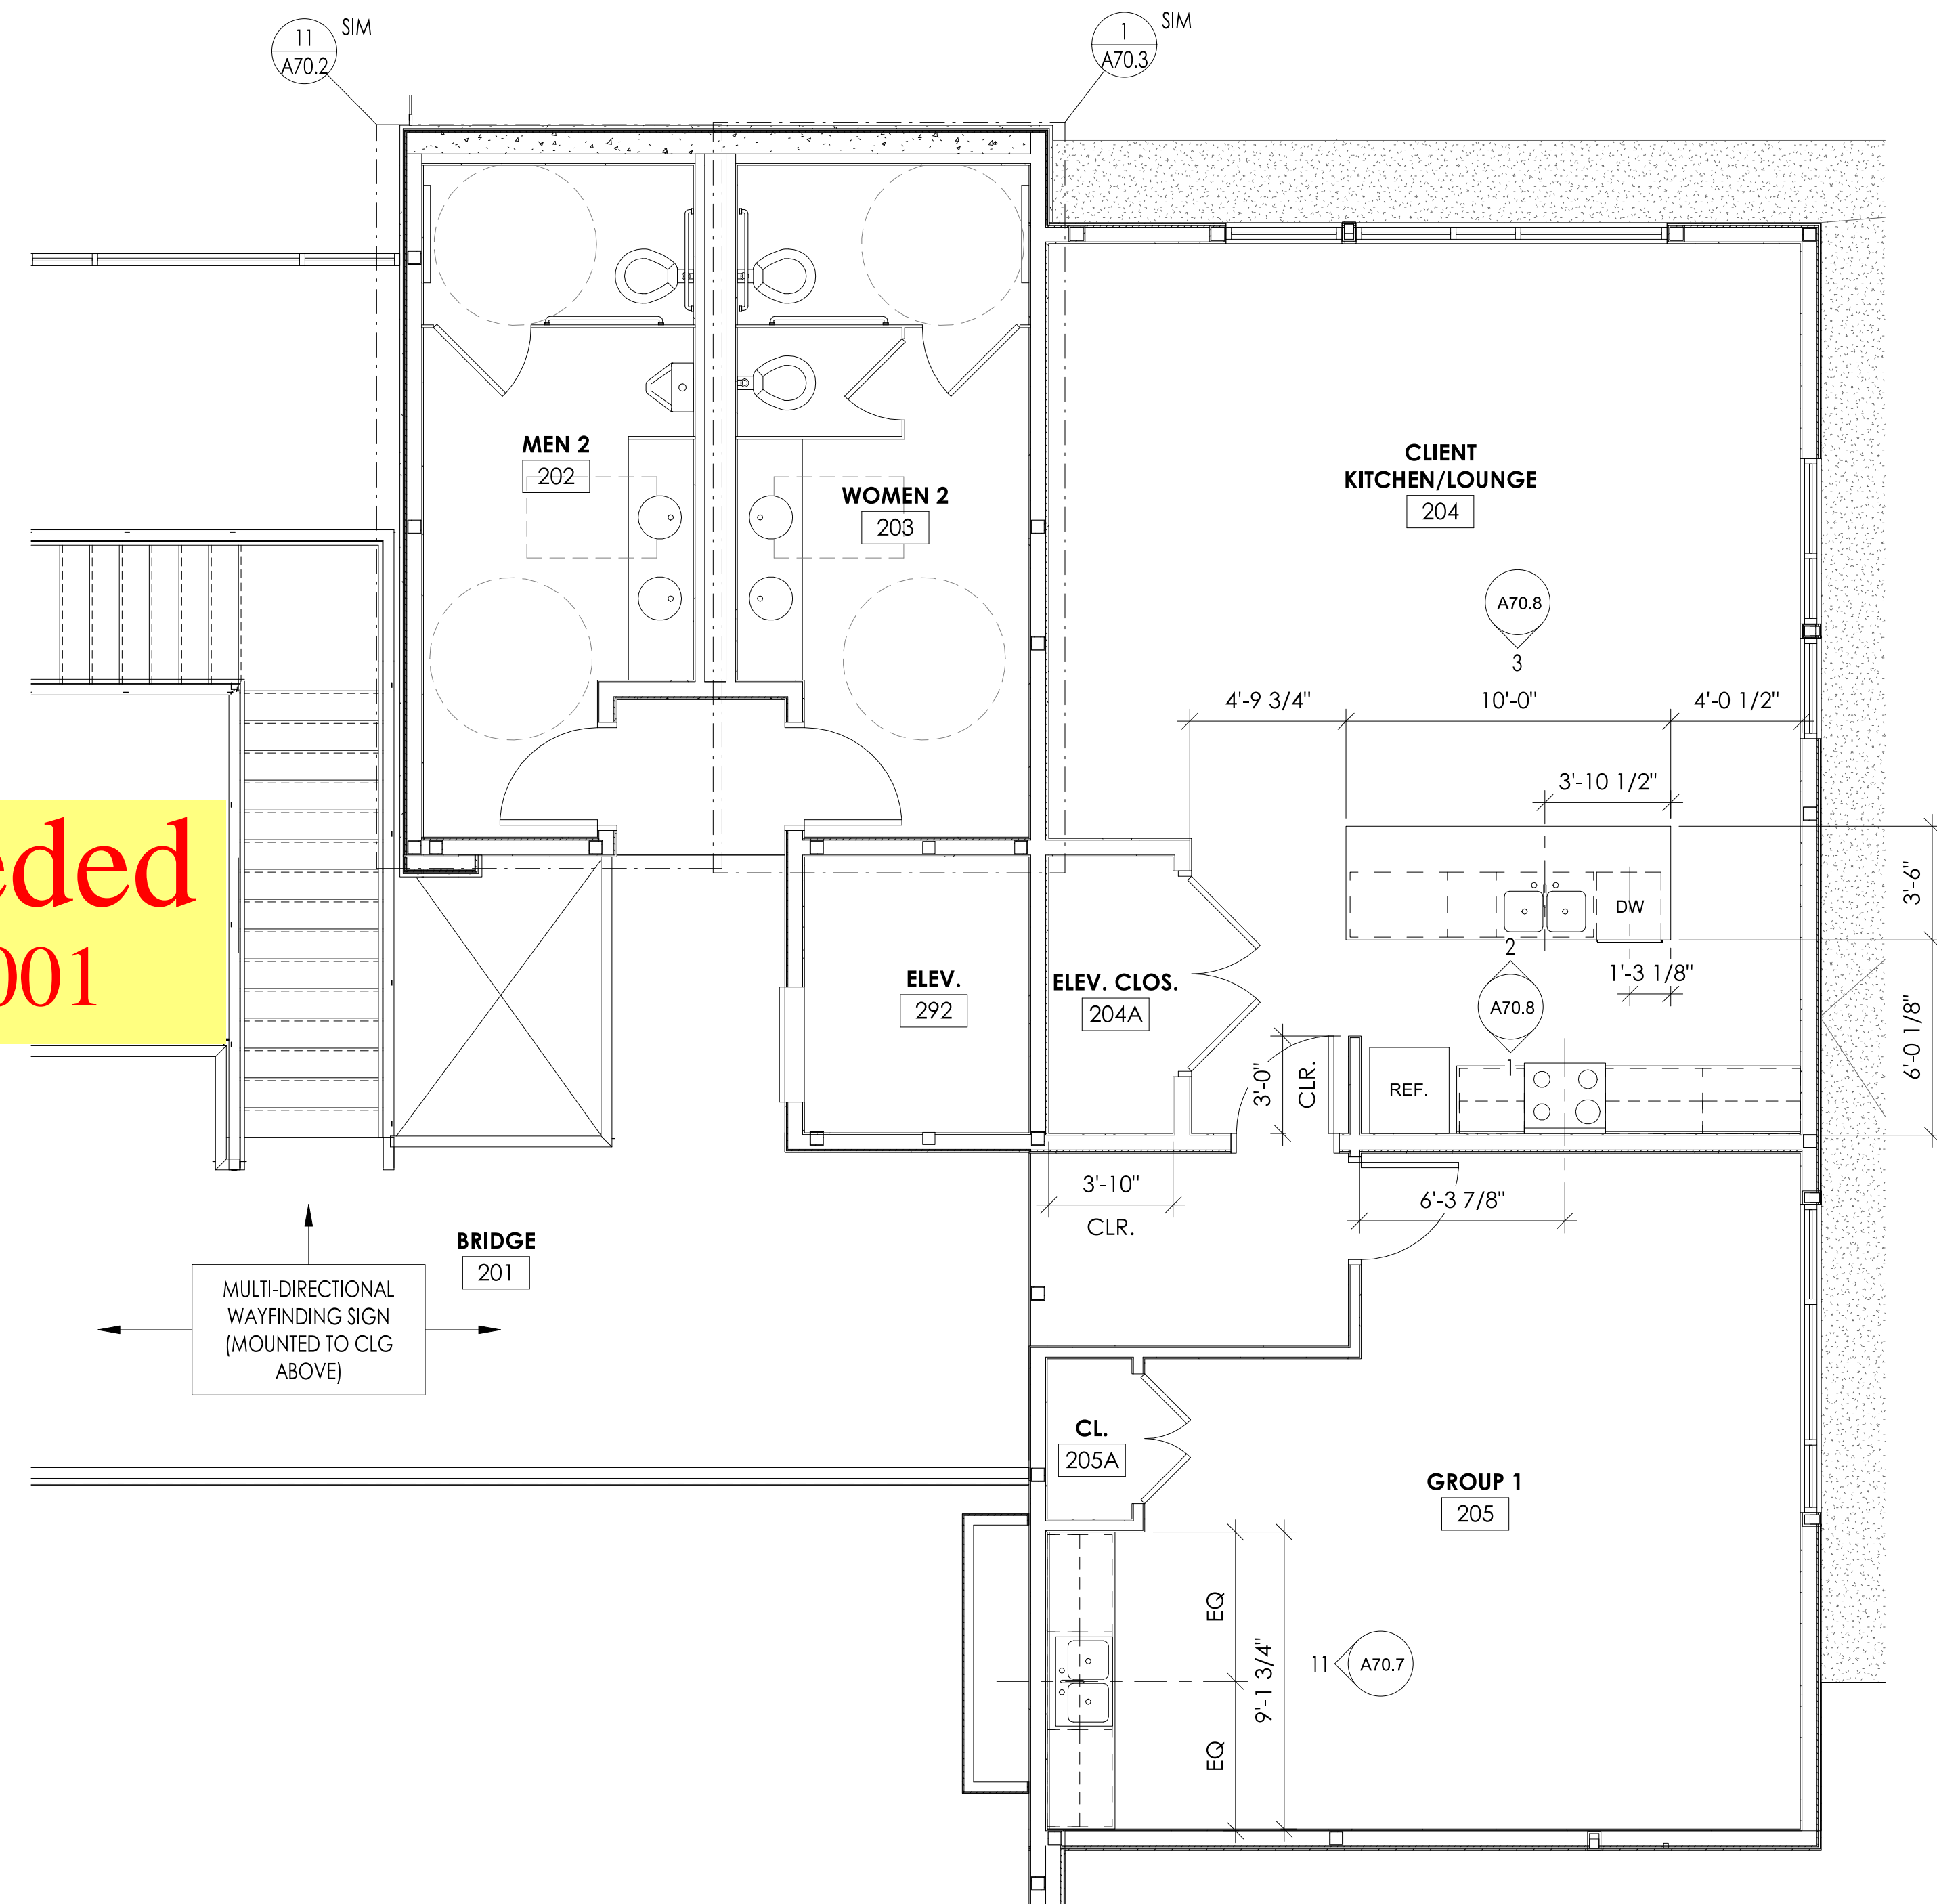 11
A70.2
SIM
1
A70.3
SIM
MEN 2
202
WOMEN 2
203
CLIENT
KITCHEN/LOUNGE
204
A70.8
3
4'-9 3/4"
10'-0"
4'-0 1/2"
3'-10 1/2"
3'-6"
DW
2
1'-3 1/8"
A70.8
1
6'-0 1/8"
ELEV.
292
ELEV. CLOS.
204A
3'-0"
CLR.
REF.
3'-10"
CLR.
6'-3 7/8"
BRIDGE
201
MULTI-DIRECTIONAL
WAYFINDING SIGN
(MOUNTED TO CLG
ABOVE)
CL.
205A
GROUP 1
205
EQ
9'-1 3/4"
EQ
11
A70.7
001